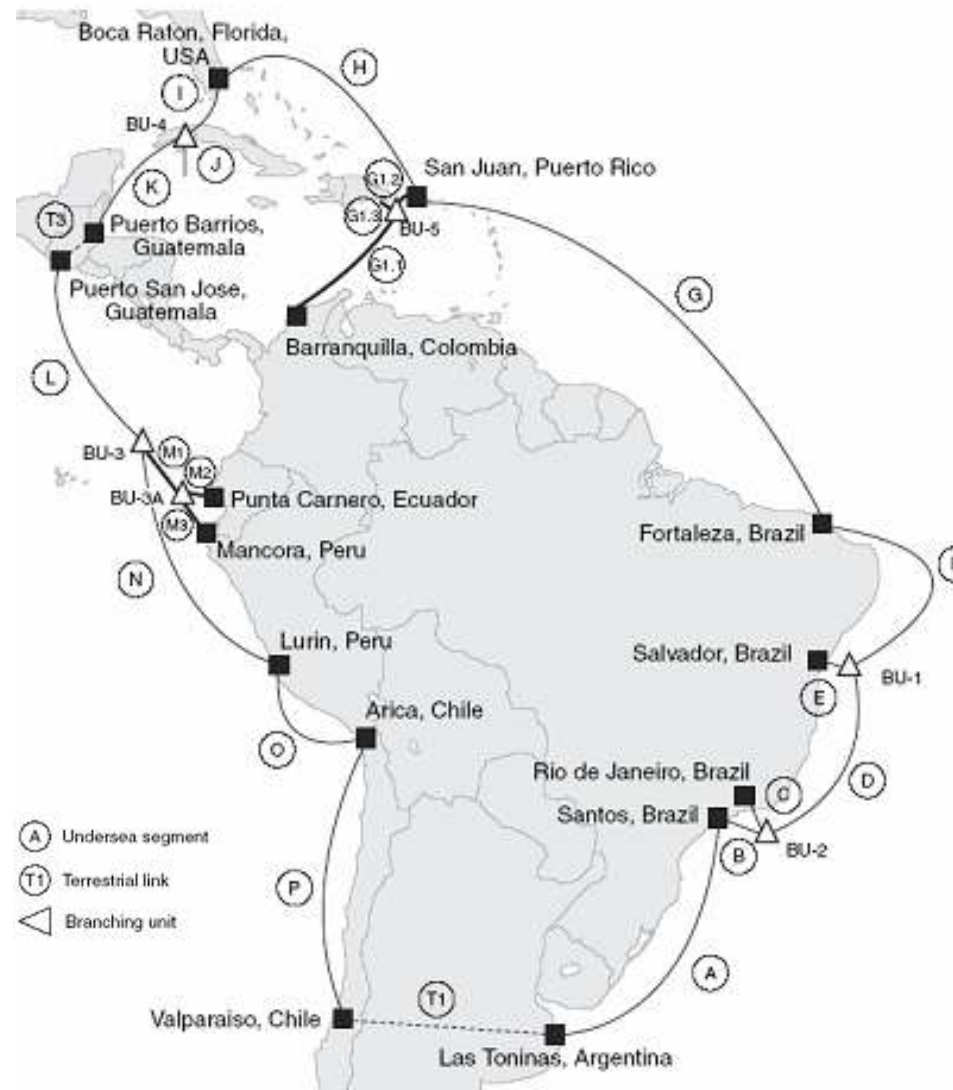 Boca Raton, Florida,
USA
H
I
BU-4
J
K
G1.2
San Juan, Puerto Rico
T3
G1.3
BU-5
Puerto Barrios,
Guatemala
G1.1
Puerto San Jose,
Guatemala
G
Barranquilla, Colombia
L
BU-3
M1
M2
BU-3A
Punta Carnero, Ecuador
M3
Mancora, Peru
Fortaleza, Brazil
N
Lurin, Peru
Salvador, Brazil
BU-1
E
Arica, Chile
O
Rio de Janeiro, Brazil
C
D
Santos, Brazil
B
BU-2
A Undersea segment
T1 Terrestrial link
Branching unit
P
A
T1
Valparaiso, Chile
Las Toninas, Argentina